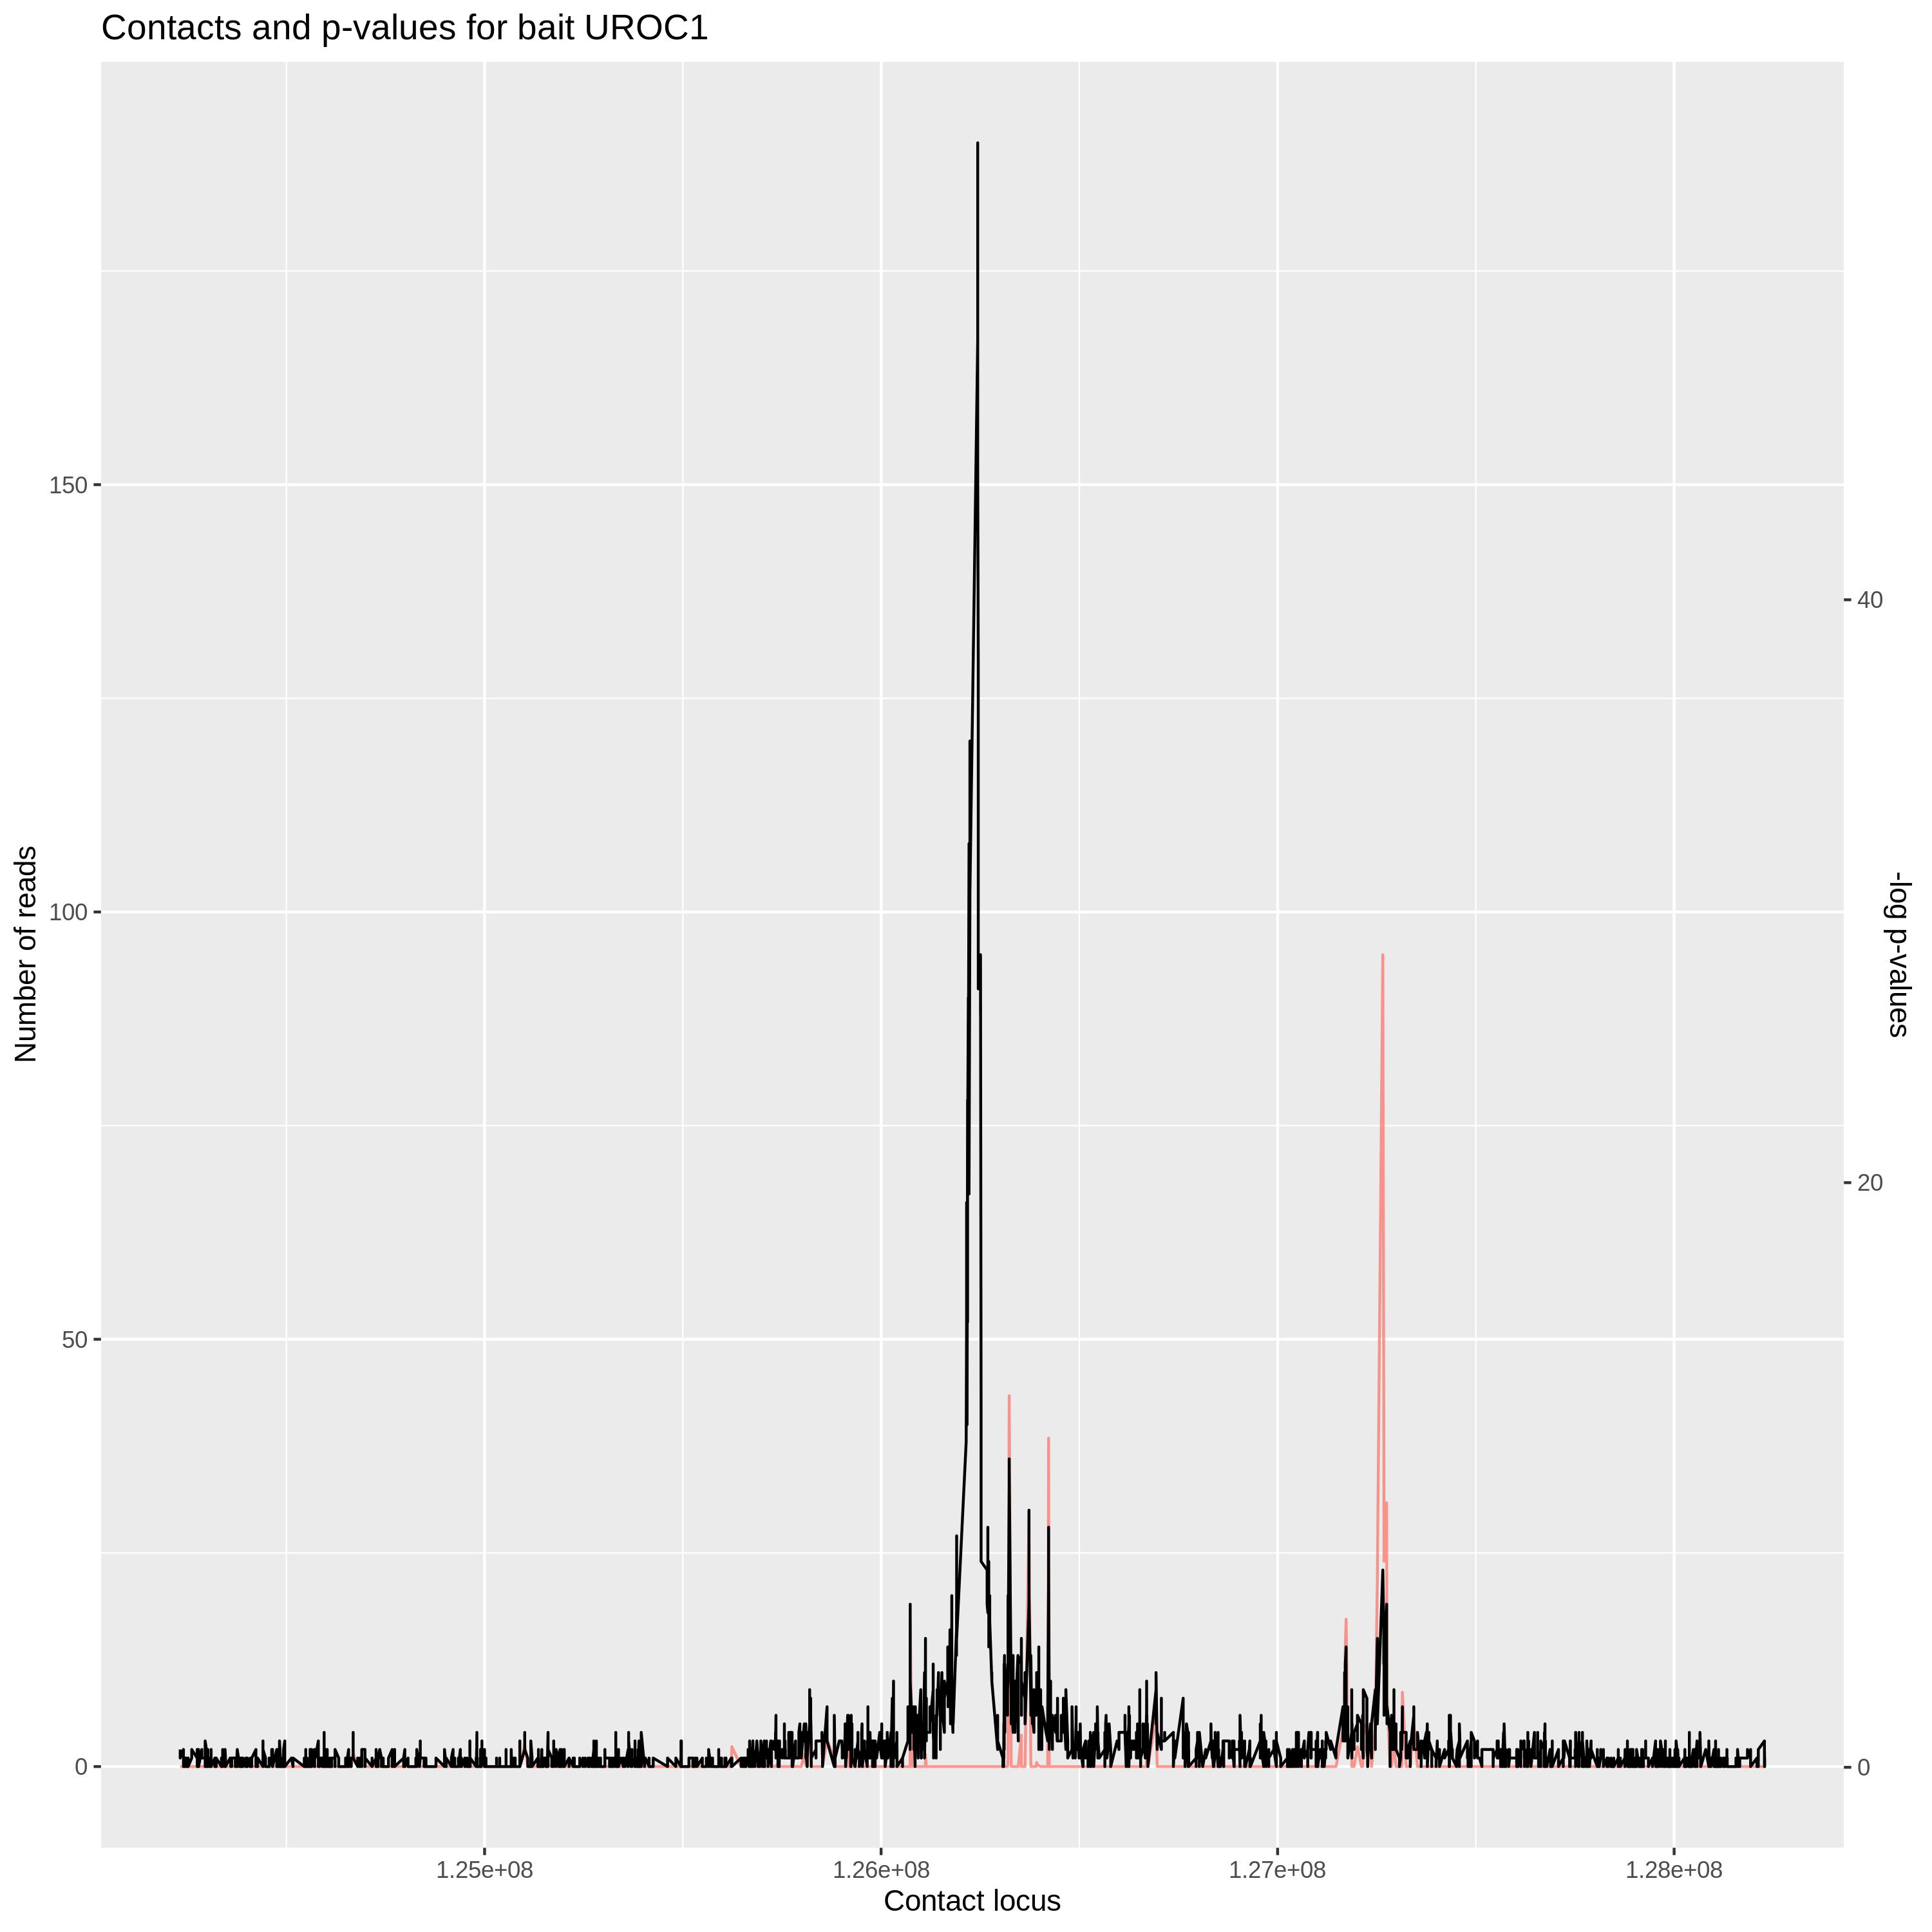 Contacts and p-values for bait UROC1
Number of reads
150
100
50
0
40
20
0
-log p-values
1.25e+08
1.26e+08
1.27e+08
1.28e+08
Contact locus